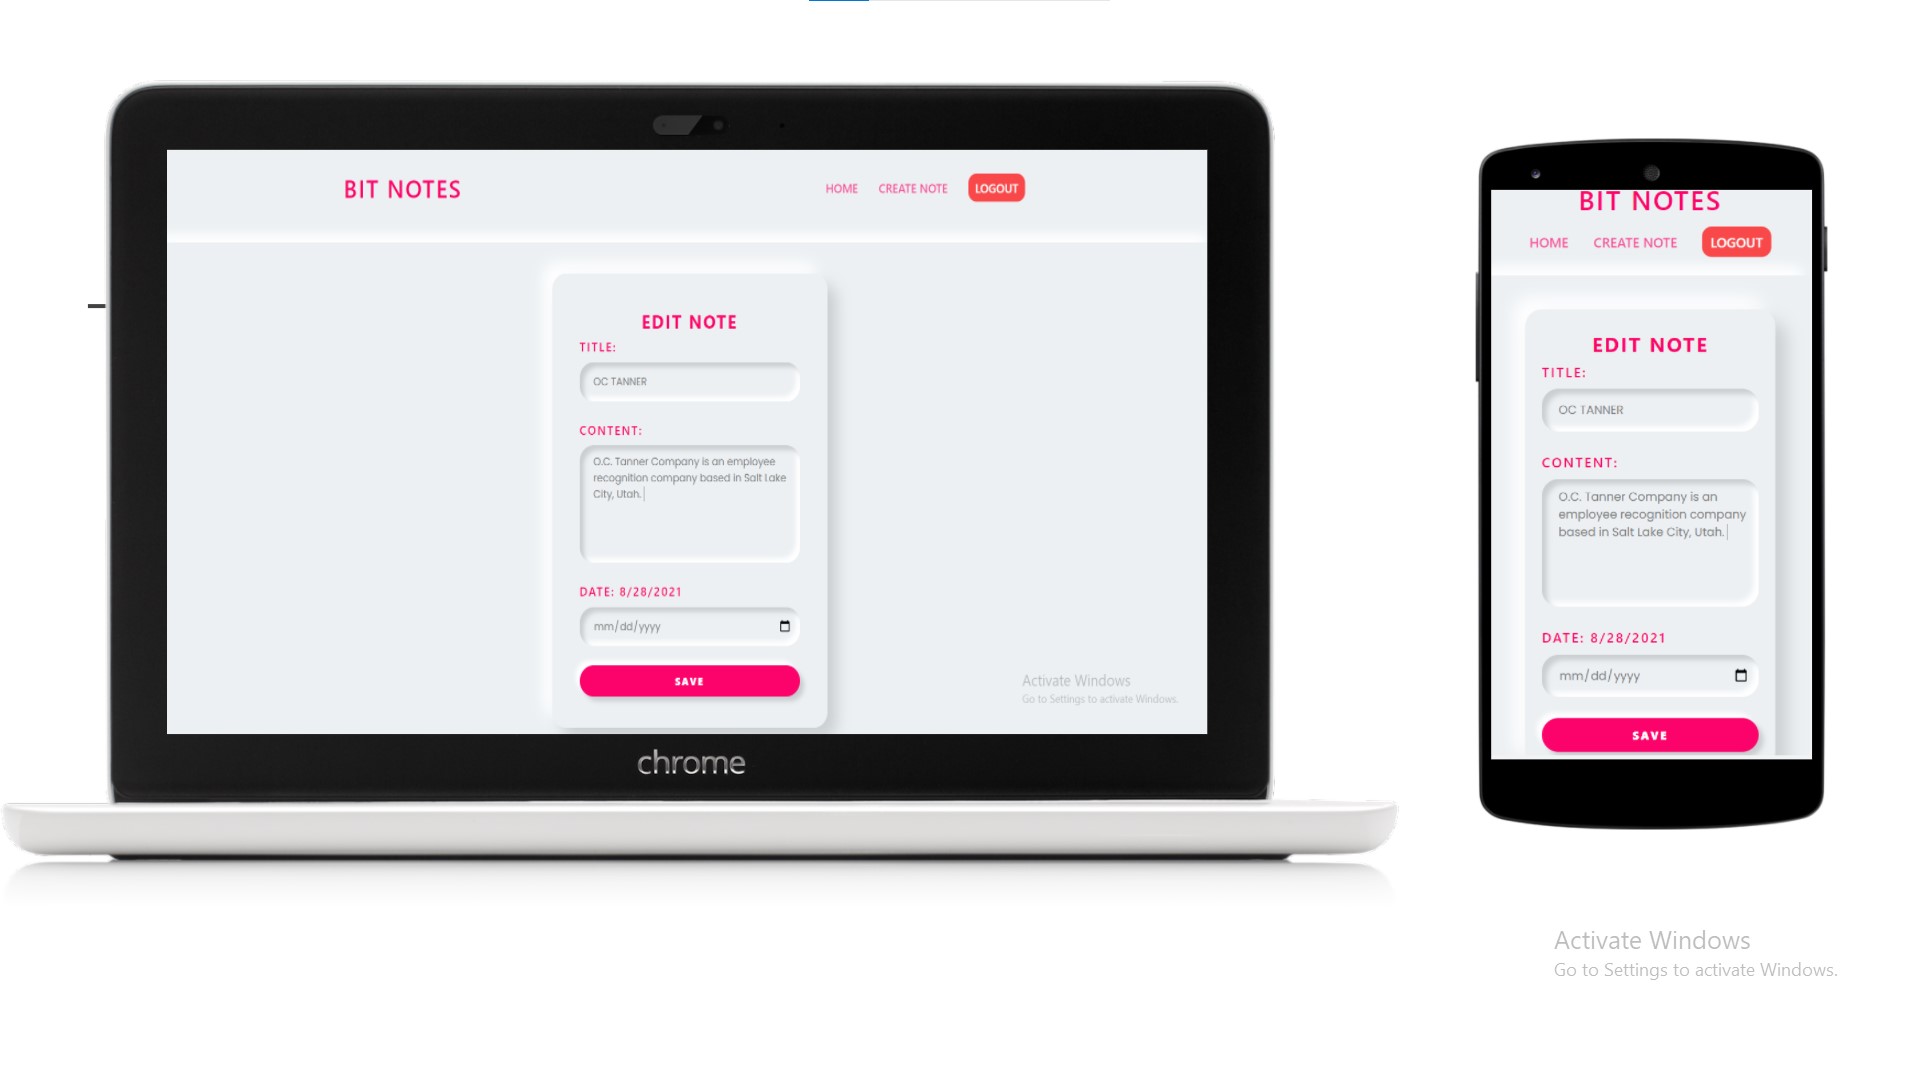 BIT NOTES
HOME CREATE NOTE LOGOUT
EDIT NOTE
TITLE:
OC TANNER
CONTENT:
O.C. Tanner Company is an employee
recognition company based in Salt Lake
City, Utah.
DATE: 8/28/2021
mm/dd/yyyy
SAVE
Activate Windows
Go to Settings to activate Windows.
chrome
BIT NOTES
HOME CREATE NOTE LOGOUT
EDIT NOTE
TITLE:
OC TANNER
CONTENT:
O.C. Tanner Company is an
employee recognition company
based in Salt Lake City, Utah.
DATE: 8/28/2021
mm/dd/yyyy
SAVE
Activate Windows
Go to Settings to activate Windows.